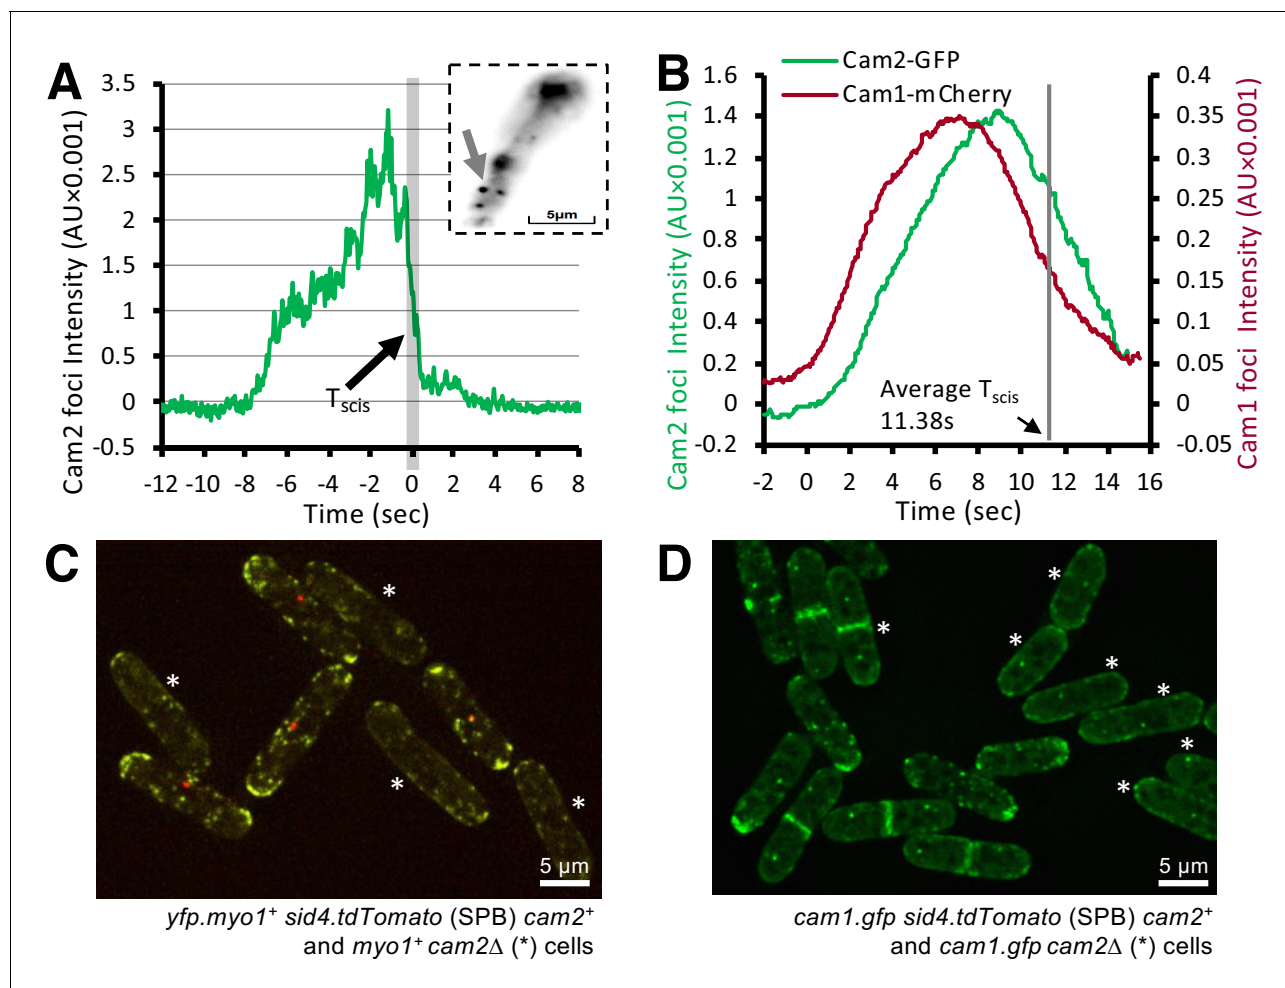 A
3.5
3
2.5
2
1.5
1
0.5
0
-0.5
Cam2 foci Intensity (AU×0.001)
-12 -10 -8 -6 -4 -2 0 2 4 6 8
Time (sec)
Tscis
5µm
B
Cam2-GFP
Cam1-mCherry
1.6
1.4
1.2
1
0.8
0.6
0.4
0.2
0
-0.2
Cam2 foci Intensity (AU×0.001)
0.4
0.35
0.3
0.25
0.2
0.15
0.1
0.05
0
-0.05
Cam1 foci Intensity (AU×0.001)
Average Tscis
11.38s
-2 0 2 4 6 8 10 12 14 16
Time (sec)
C
* * * *
5 µm
yfp.myo1+ sid4.tdTomato (SPB) cam2+
and myo1+ cam2Δ (*) cells
D
* * * * * * *
5 µm
cam1.gfp sid4.tdTomato (SPB) cam2+
and cam1.gfp cam2Δ (*) cells